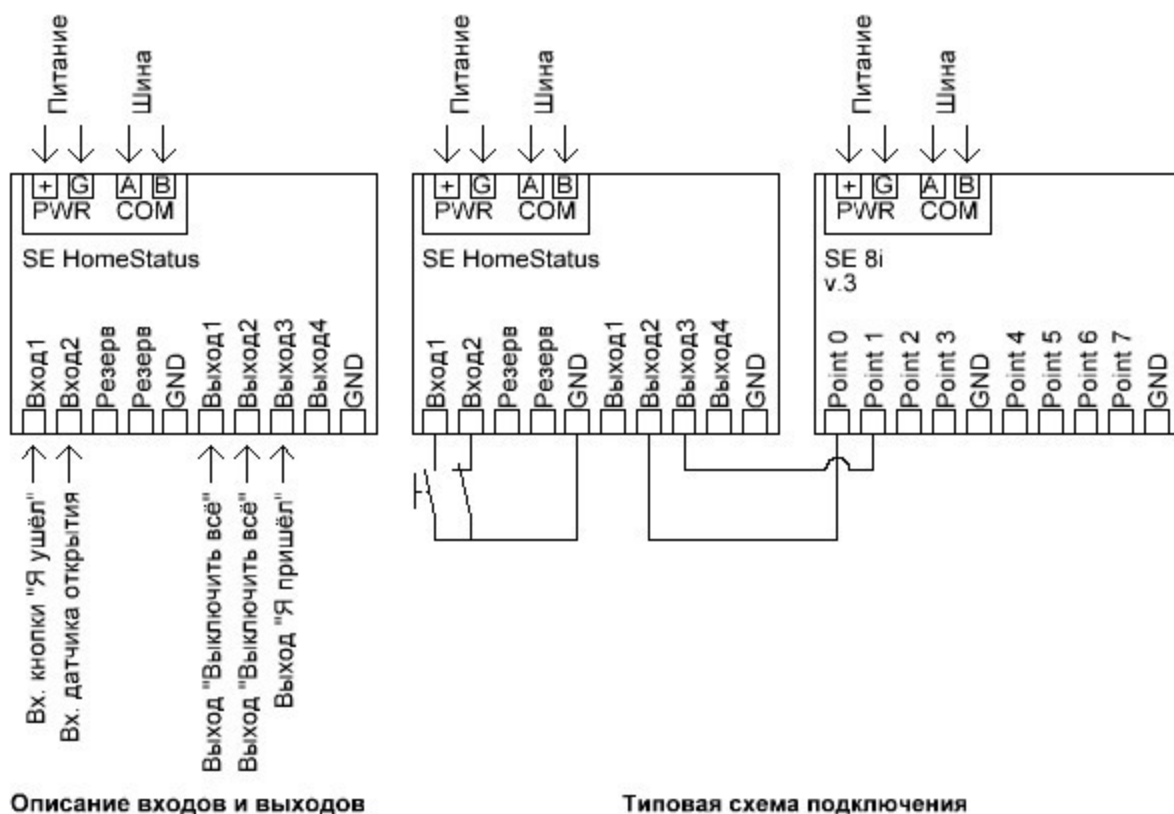 Питание
Шина
Питание
Шина
Питание
Шина
+ G A B
PWR COM
SE HomeStatus
Вход1
Вход2
Резерв
Резерв
GND
Выход1
Выход2
Выход3
Выход4
GND
+ G A B
PWR COM
SE HomeStatus
Вход1
Вход2
Резерв
Резерв
GND
Выход1
Выход2
Выход3
Выход4
GND
+ G A B
PWR COM
SE 8i
v.3
Point 0
Point 1
Point 2
Point 3
GND
Point 4
Point 5
Point 6
Point 7
GND
Вх. кнопки "Я ушёл"
Вх. датчика открытия
Выход "Выключить всё"
Выход "Выключить всё"
Выход "Я пришёл"
Описание входов и выходов
Типовая схема подключения